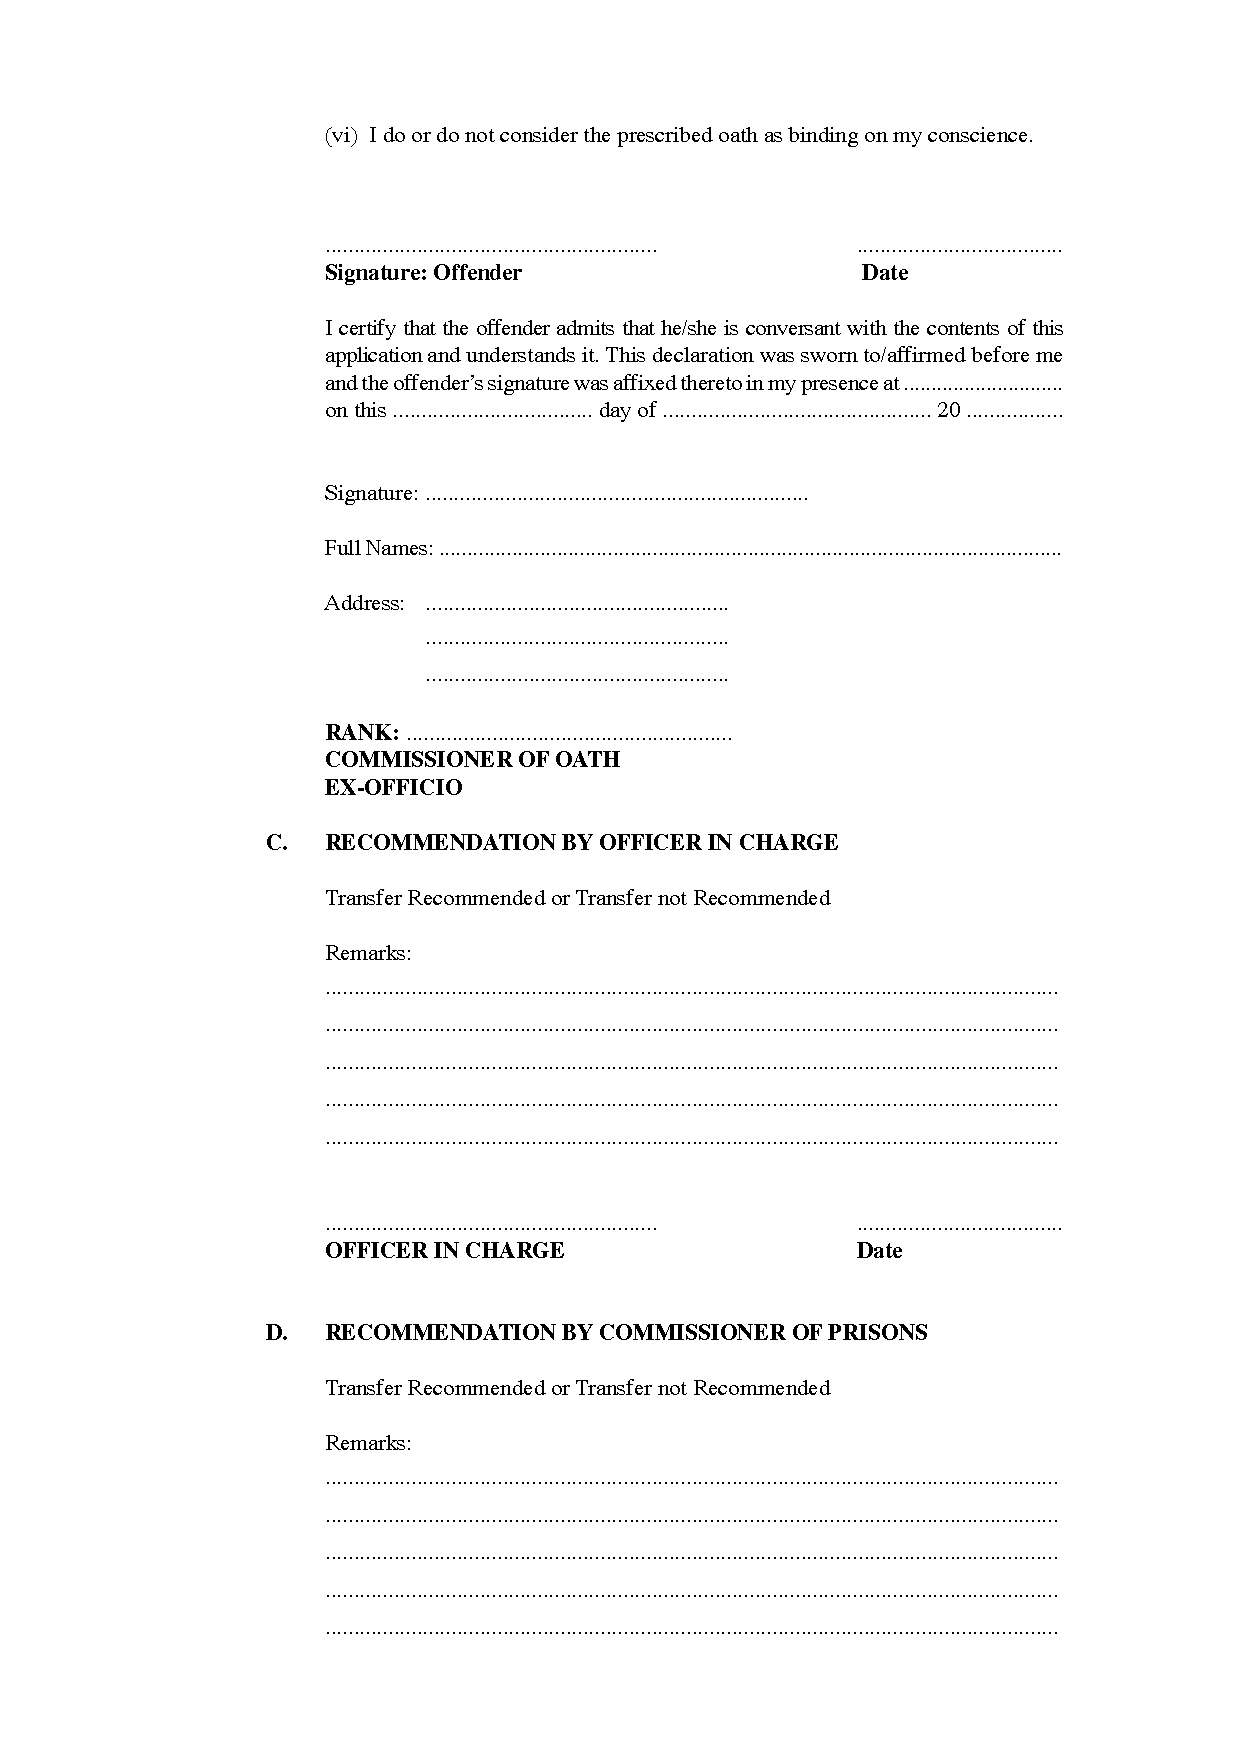 (vi) I do or do not consider the prescribed oath as binding on my conscience.
.......................................................... ....................................
Signature: Offender Date
I certify that the offender admits that he/she is conversant with the contents of this
application and understands it. This declaration was sworn to/affirmed before me
and the offender’s signature was affixed thereto in my presence at .............................
on this ................................... day of ............................................... 20 .................
Signature: ...................................................................
Full Names: ...............................................................................................................
Address: .....................................................
.....................................................
.....................................................
RANK: .........................................................
COMMISSIONER OF OATH
EX-OFFICIO
C. RECOMMENDATION BY OFFICER IN CHARGE
Transfer Recommended or Transfer not Recommended
Remarks:
................................................................................................................................
................................................................................................................................
................................................................................................................................
................................................................................................................................
................................................................................................................................
.......................................................... ....................................
OFFICER IN CHARGE Date
D. RECOMMENDATION BY COMMISSIONER OF PRISONS
Transfer Recommended or Transfer not Recommended
Remarks:
................................................................................................................................
................................................................................................................................
................................................................................................................................
................................................................................................................................
................................................................................................................................